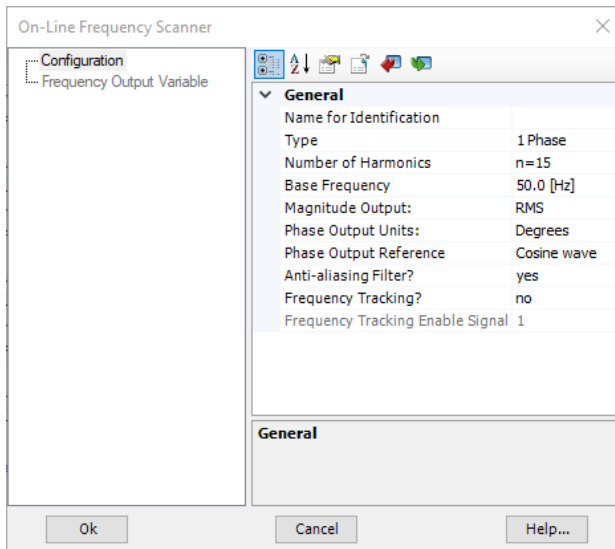 On-Line Frequency Scanner
Configuration
Frequency Output Variable
General
Name for Identification
Type 1 Phase
Number of Harmonics n=15
Base Frequency 50.0 [Hz]
Magnitude Output: RMS
Phase Output Units: Degrees
Phase Output Reference Cosine wave
Anti-aliasing Filter? yes
Frequency Tracking? no
Frequency Tracking Enable Signal 1
General
Ok Cancel Help...